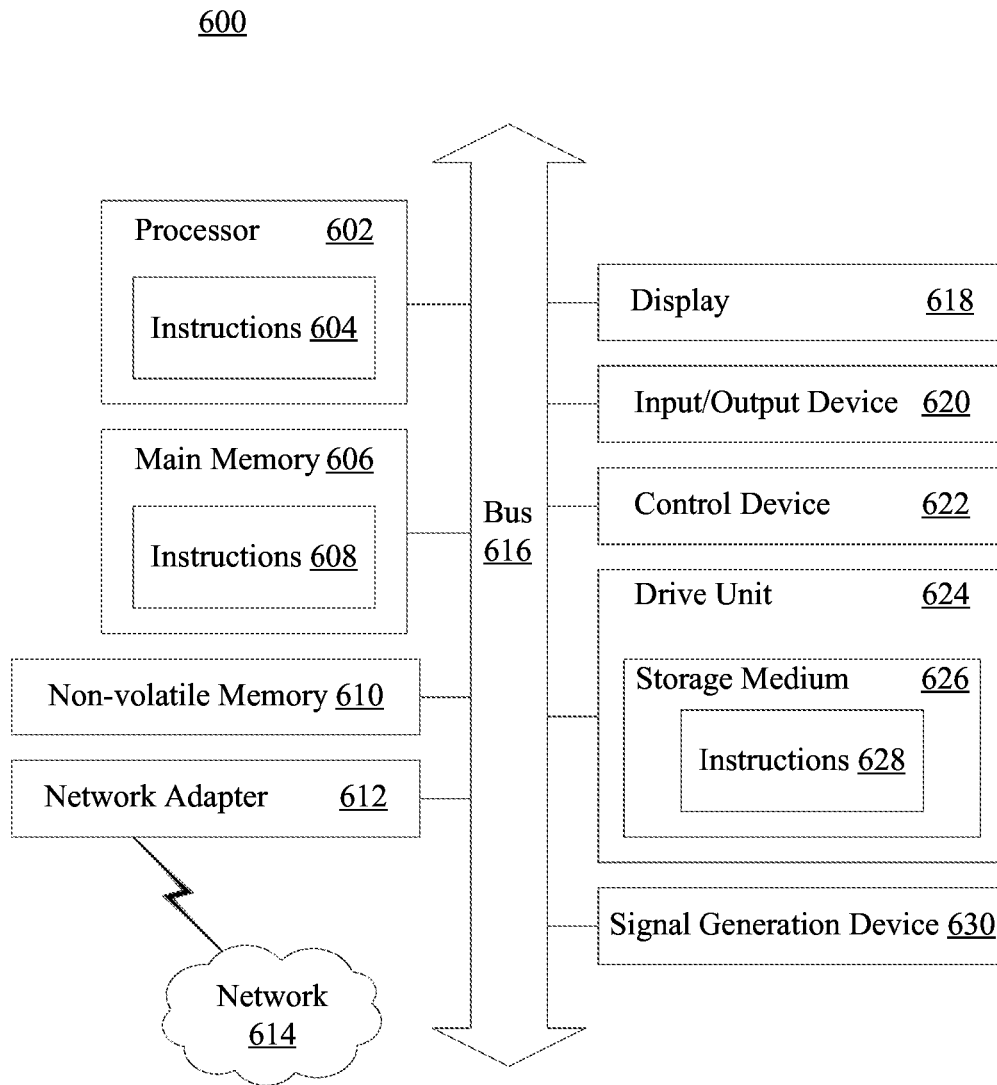 600
Processor 602
Instructions 604
Main Memory 606
Instructions 608
Non-volatile Memory 610
Network Adapter 612
Network
614
Bus
616
Display 618
Input/Output Device 620
Control Device 622
Drive Unit 624
Storage Medium 626
Instructions 628
Signal Generation Device 630